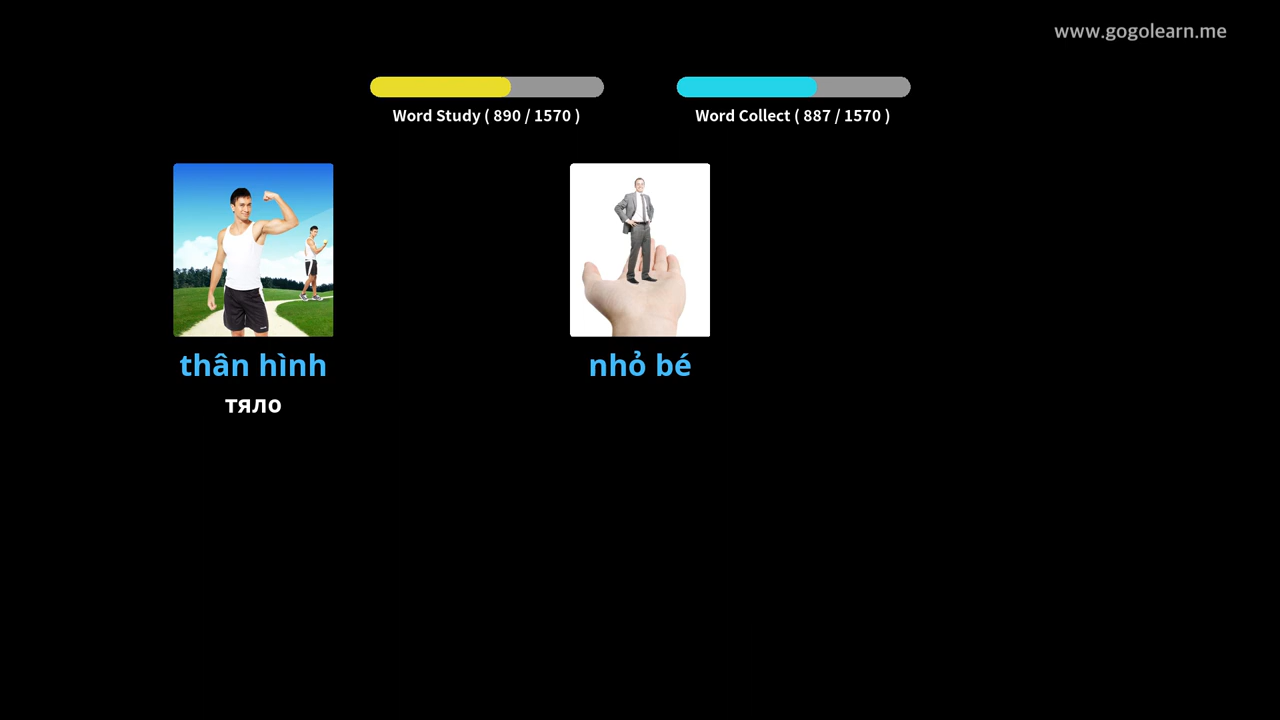 www.gogolearn.me
Word Study ( 890 / 1570 )
Word Collect ( 887 / 1570 )
thân hình
тяло
nhỏ bé